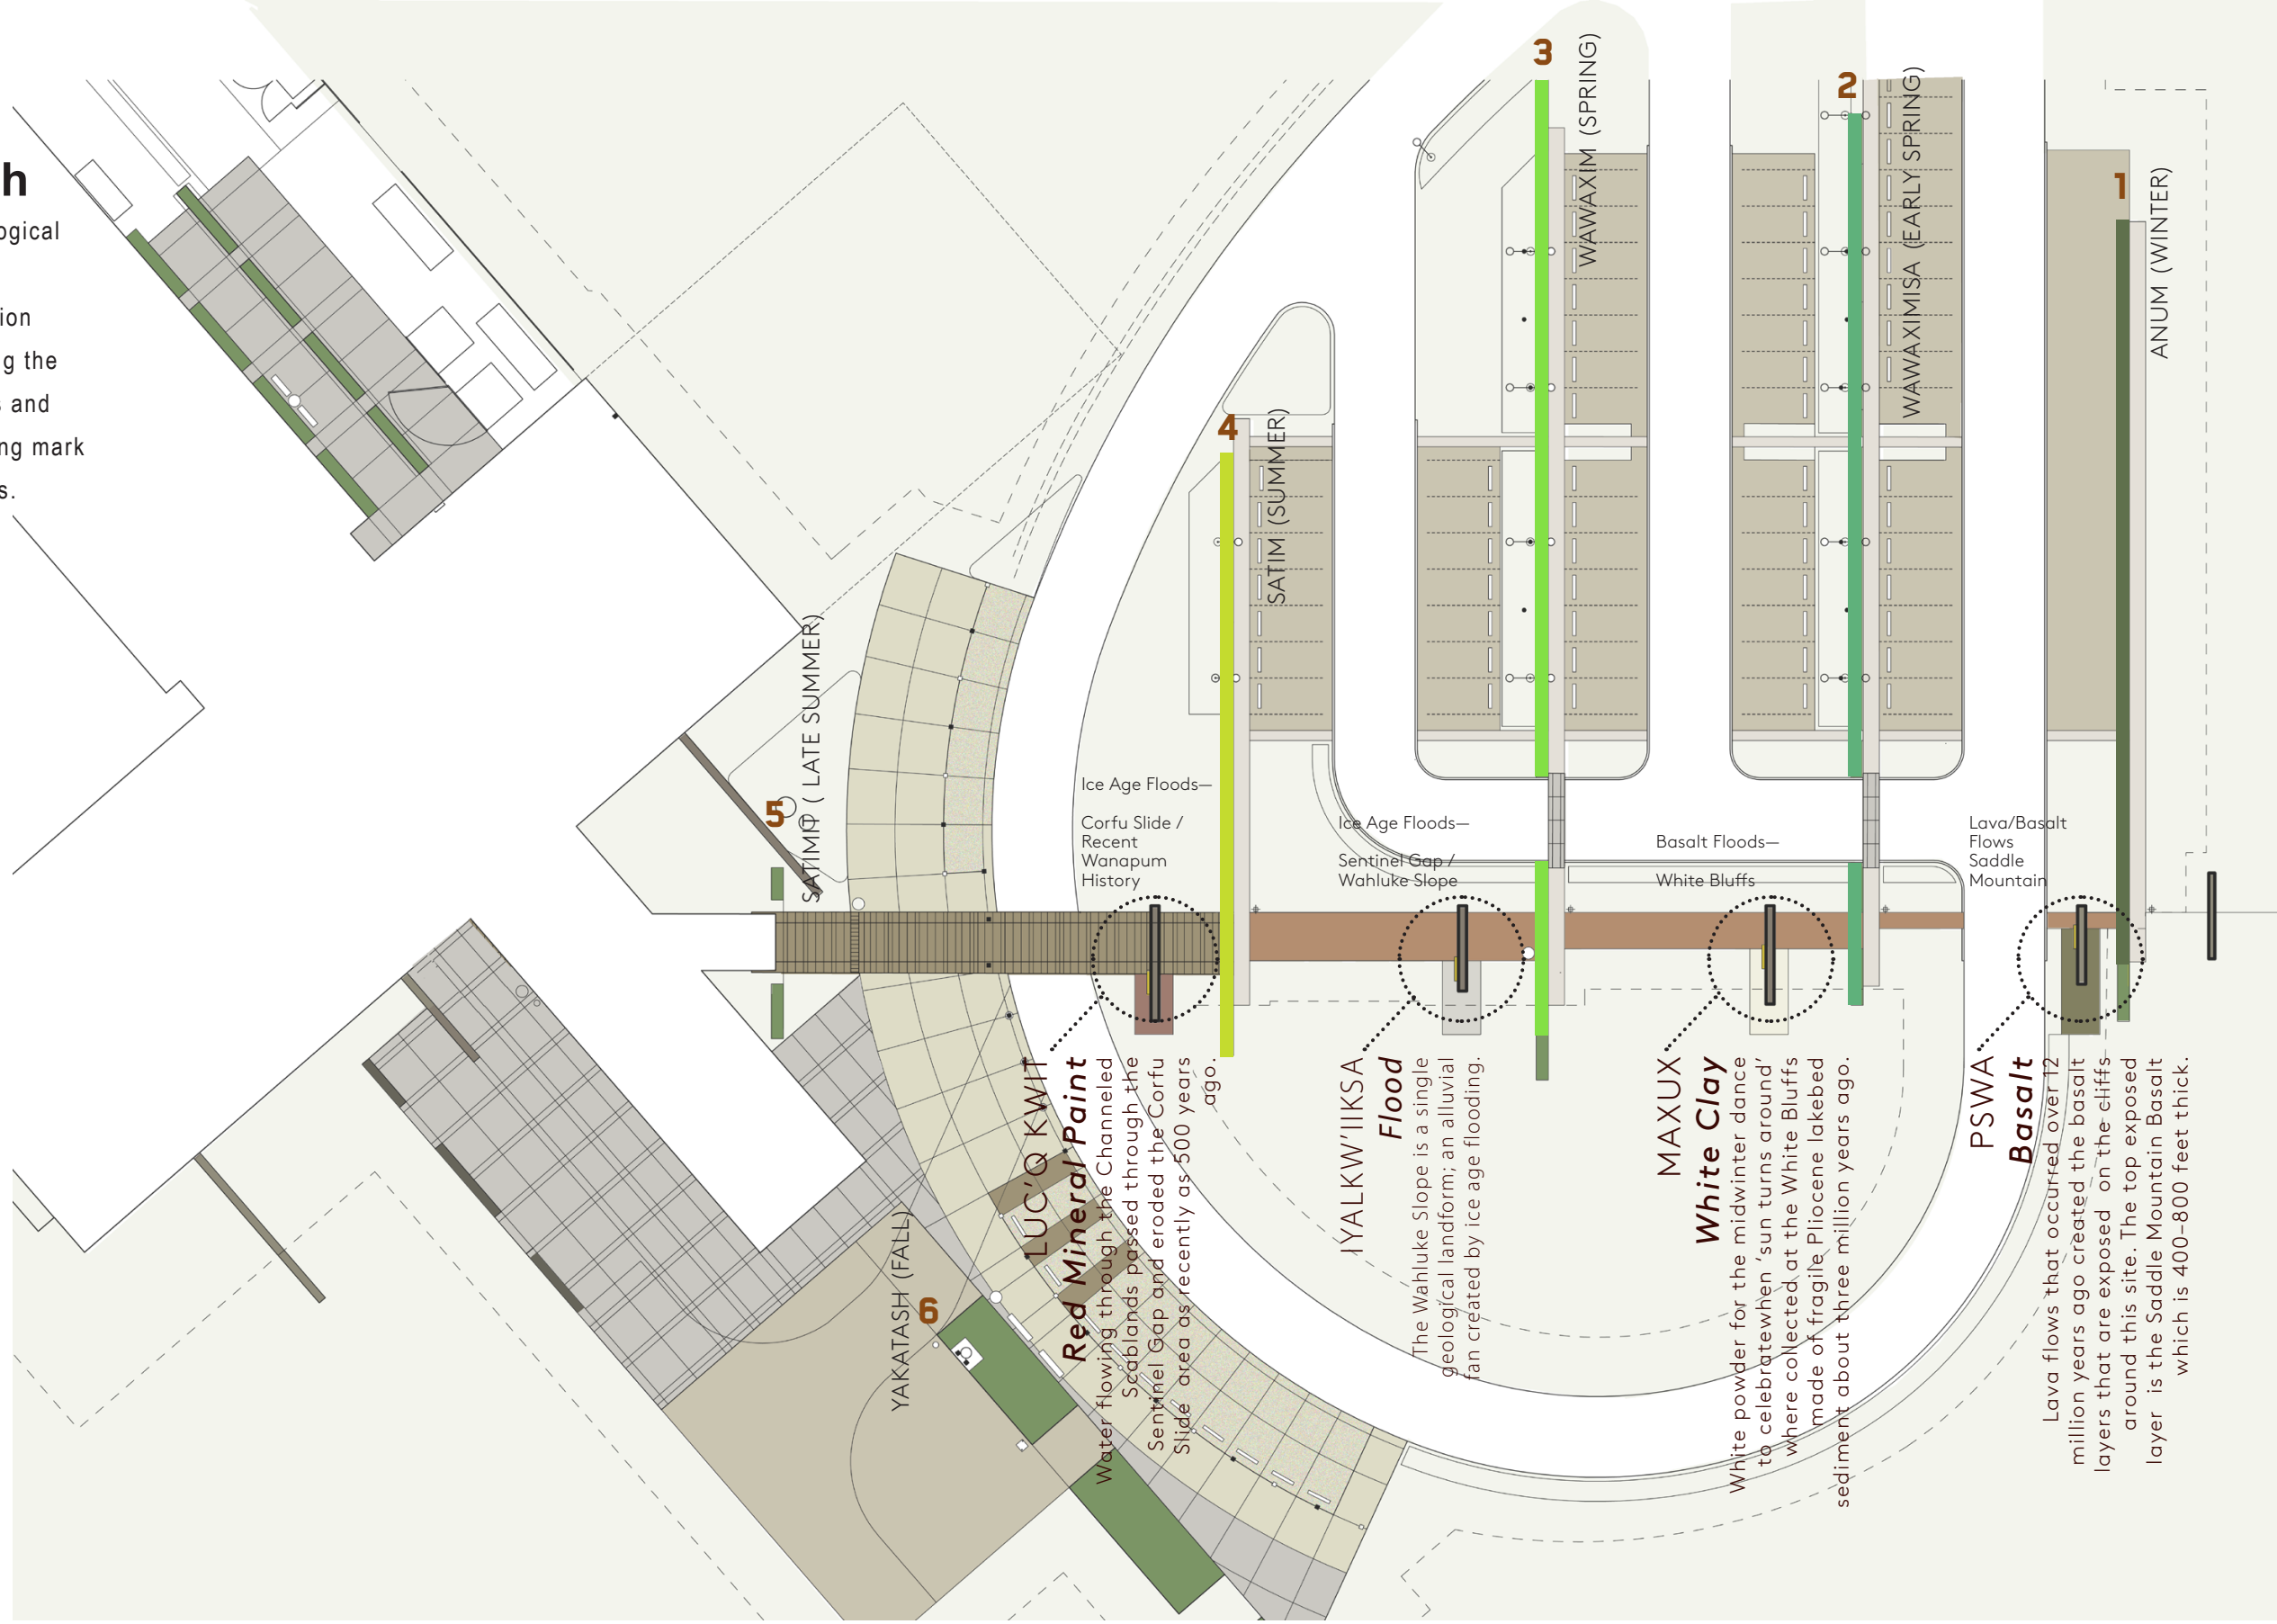 h
ogical
ion
g the
s and
ng mark
s.
3
WAWAXIM (SPRING)
2
WAWAXIMISA (EARLY SPRING)
1
ANUM (WINTER)
4
SATIM (SUMMER)
5
SATIMIT ( LATE SUMMER)
6
YAKATASH (FALL)
Ice Age Floods—
Corfu Slide /
Recent
Wanapum
History
Ice Age Floods—
Sentinel Gap /
Wahluke Slope
Basalt Floods—
White Bluffs
Lava/Basalt
Flows
Saddle
Mountain
LUC'Q KWIT
Red Mineral Paint
Water flowing through the Channeled
Scablands passed through the
Sentinel Gap and eroded the Corfu
Slide area as recently as 500 years
ago.
IYALKW'IIKSA
Flood
The Wahluke Slope is a single
geological landform; an alluvial
fan created by ice age flooding.
MAXUX
White Clay
White powder for the midwinter dance
to celebratewhen 'sun turns around'
where collected at the White Bluffs
made of fragile Pliocene lakebed
sediment about three million years ago.
PSWA
Basalt
Lava flows that occurred over 12
million years ago created the basalt
layers that are exposed on the cliffs
around this site. The top exposed
layer is the Saddle Mountain Basalt
which is 400-800 feet thick.